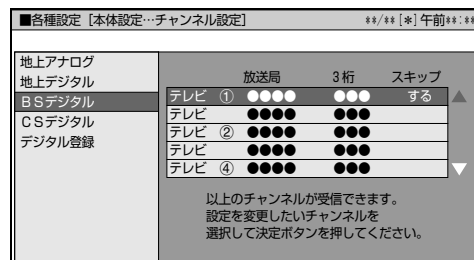 ■各種設定［本体設定…チャンネル設定］ **/** [*] 午前**:**
地上アナログ
地上デジタル
BSデジタル
CSデジタル
デジタル登録
放送局 3桁 スキップ
テレビ ① ●●●● ●●● する
テレビ ●●●● ●●●
テレビ ② ●●●● ●●●
テレビ ●●●● ●●●
テレビ ④ ●●●● ●●●
以上のチャンネルが受信できます。
設定を変更したいチャンネルを
選択して決定ボタンを押してください。